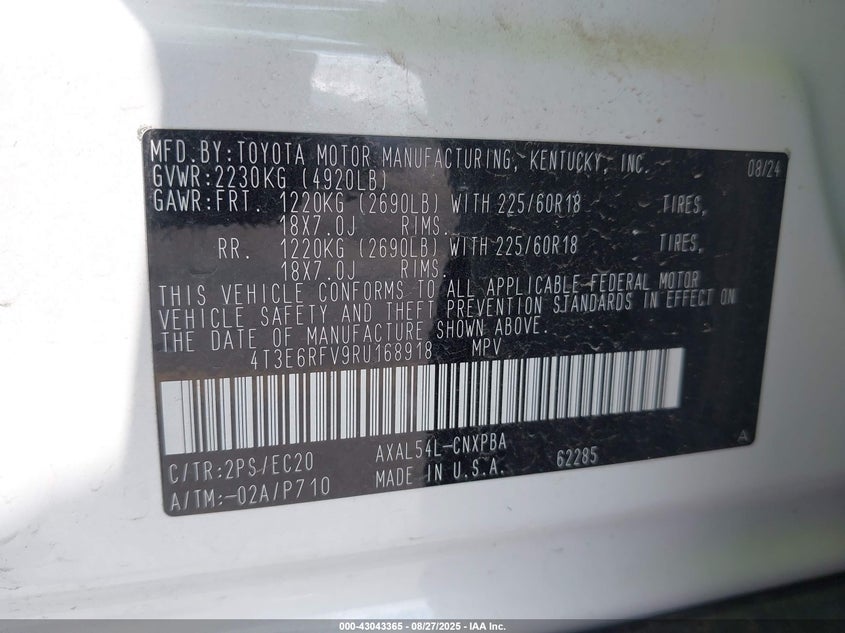 MFD.BY:TOYOTA MOTOR MANUFACTURING, KENTUCKY, INC. 08/24
GVWR:2230KG (4920LB)
GAWR:FRT. 1220KG (2690LB) WITH 225/60R18 TIRES,
18X7.0J RIMS.
RR. 1220KG (2690LB) WITH 225/60R18 TIRES,
18X7.0J RIMS.
THIS VEHICLE CONFORMS TO ALL APPLICABLE FEDERAL MOTOR
VEHICLE SAFETY AND THEFT PREVENTION STANDARDS IN EFFECT ON
THE DATE OF MANUFACTURE SHOWN ABOVE.
4T3E6RFV9RU168918 MPV
C/TR:2PS/EC20 AXAL54L-CNXPBA 62285 A
A/TM:-02A/P710 MADE IN U.S.A.
000-43043365 - 08/27/2025 - IAA Inc.